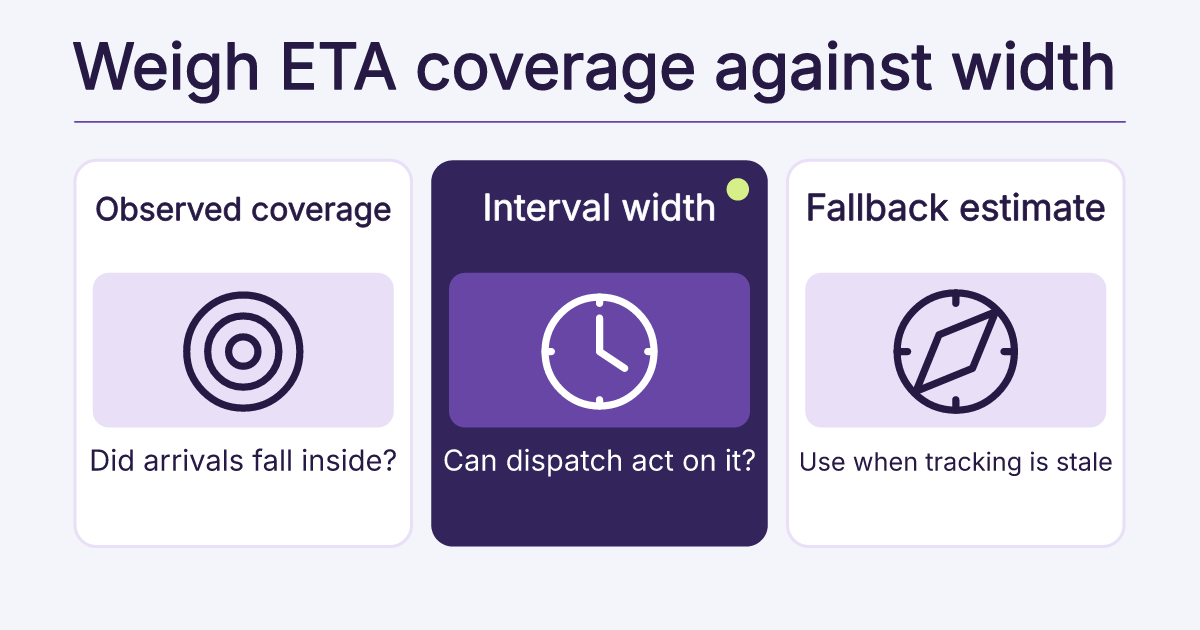 Weigh ETA coverage against width
Observed coverage
Did arrivals fall inside?
Interval width
Can dispatch act on it?
Fallback estimate
Use when tracking is stale